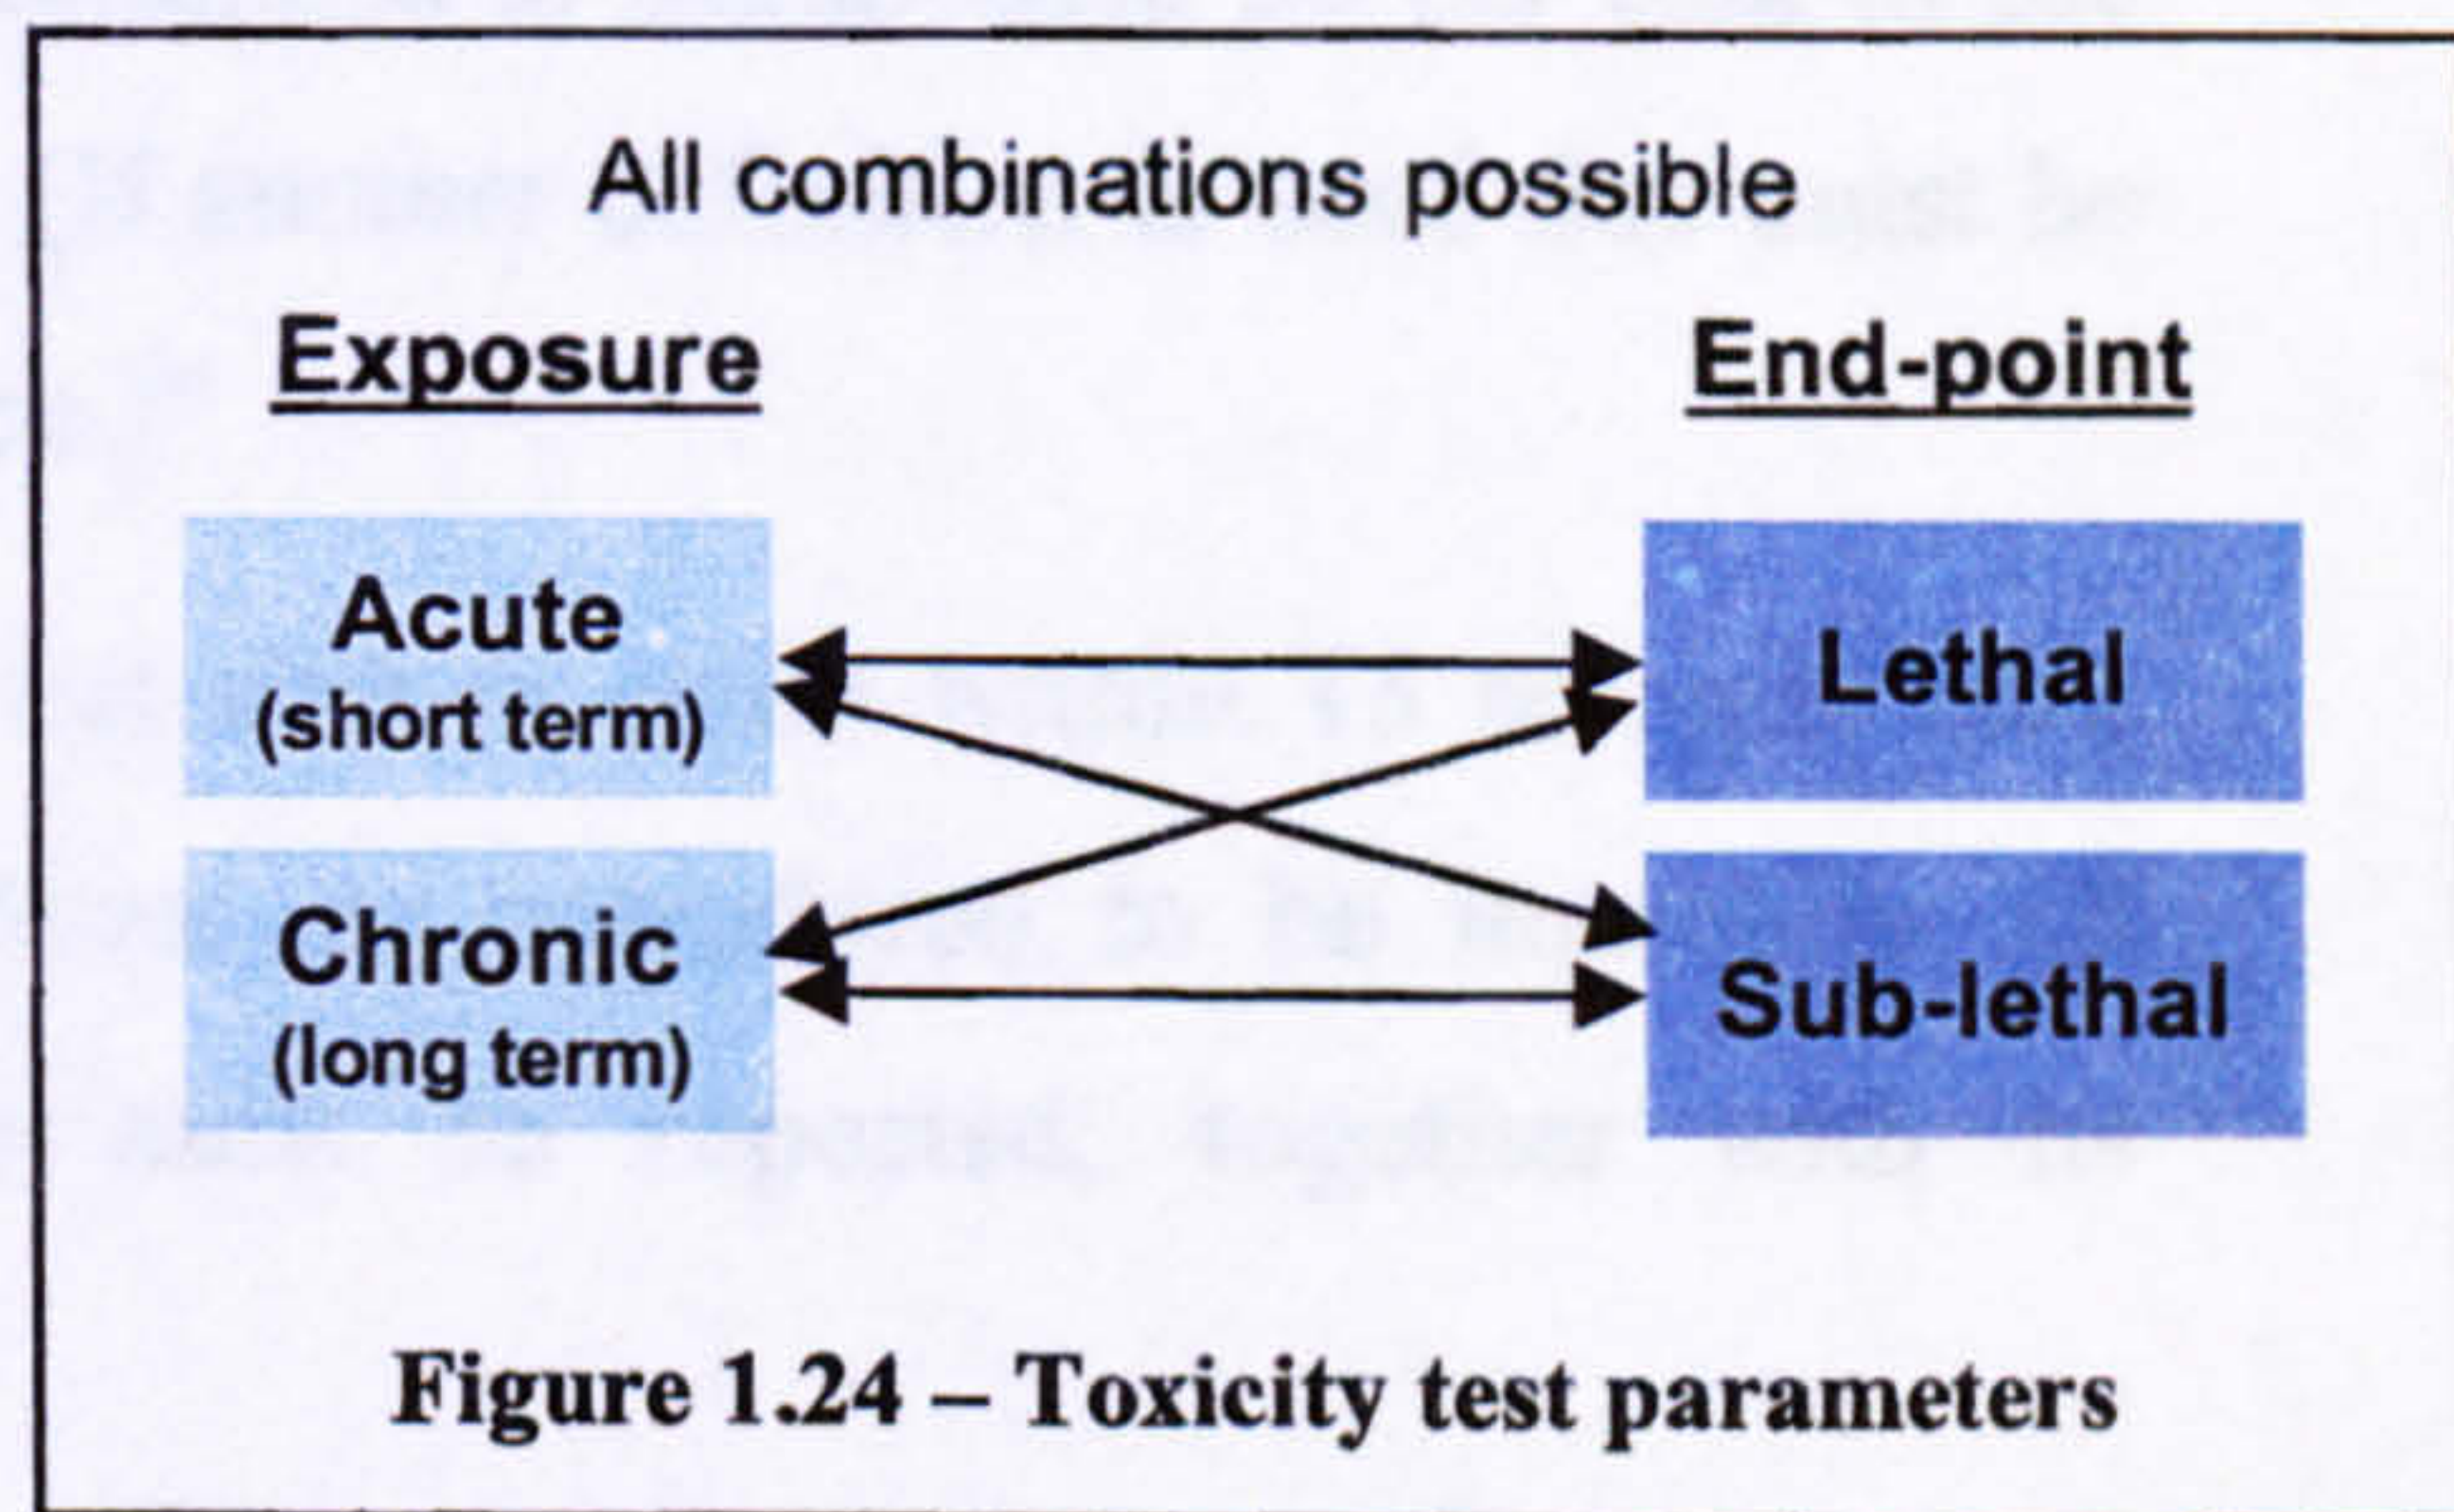 All combinations possible
Exposure
End-point
Acute
(short term)
Lethal
Chronic
(long term)
Sub-lethal
Figure 1.24 – Toxicity test parameters